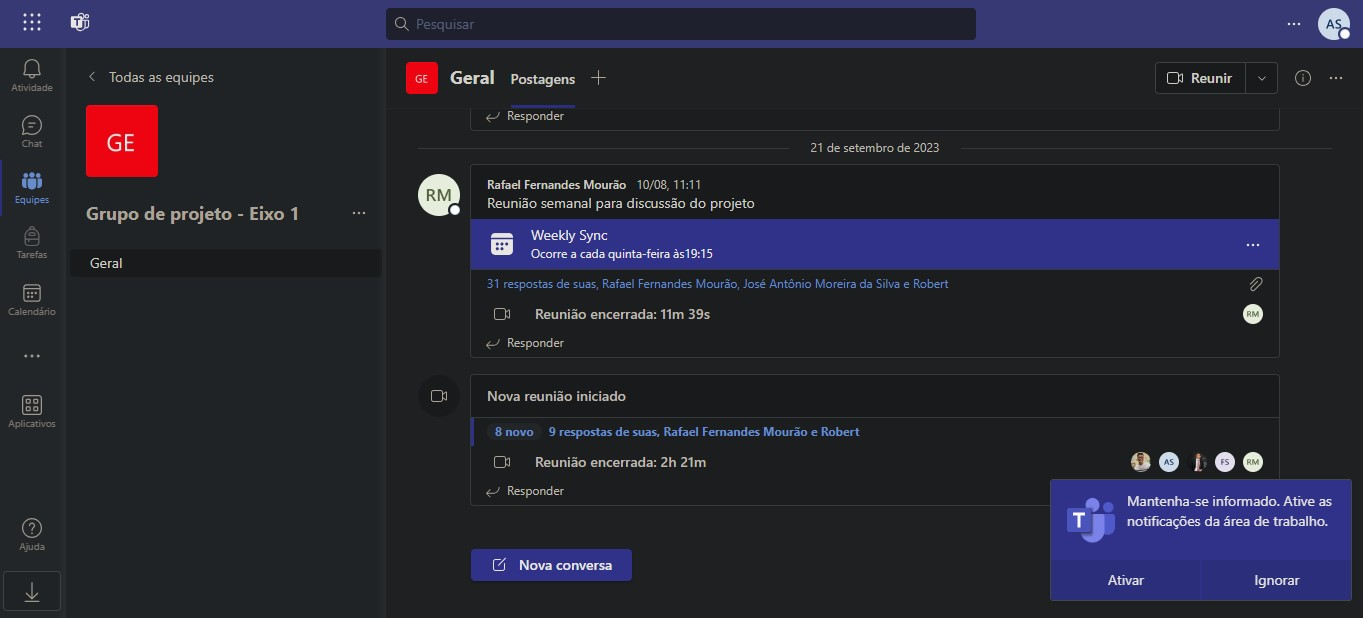 Pesquisar
AS
Atividade
Chat
Equipes
Tarefas
Calendário
Aplicativos
Ajuda
Todas as equipes
GE
Grupo de projeto - Eixo 1
Geral
GE
Geral
Postagens
Reunir
Responder
21 de setembro de 2023
RM
Rafael Fernandes Mourão 10/08, 11:11
Reunião semanal para discussão do projeto
Weekly Sync
Ocorre a cada quinta-feira às19:15
31 respostas de suas, Rafael Fernandes Mourão, José Antônio Moreira da Silva e Robert
Reunião encerrada: 11m 39s
RM
Responder
Nova reunião iniciado
8 novo 9 respostas de suas, Rafael Fernandes Mourão e Robert
Reunião encerrada: 2h 21m
AS FS RM
Responder
Nova conversa
T
Mantenha-se informado. Ative as
notificações da área de trabalho.
Ativar Ignorar